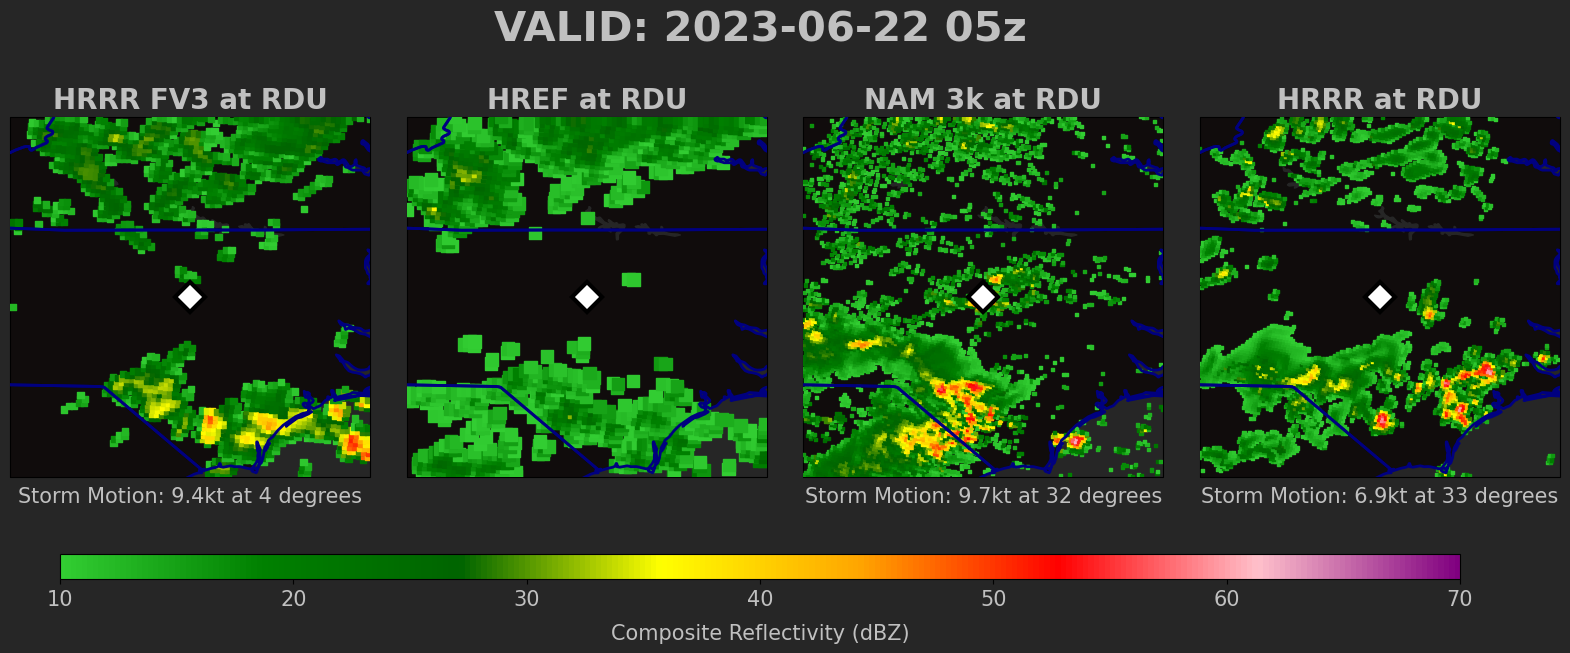 VALID: 2023-06-22 05z
HRRR FV3 at RDU
HREF at RDU
NAM 3k at RDU
HRRR at RDU
Storm Motion: 9.4kt at 4 degrees
Storm Motion: 9.7kt at 32 degrees
Storm Motion: 6.9kt at 33 degrees
10 20 30 40 50 60 70
Composite Reflectivity (dBZ)